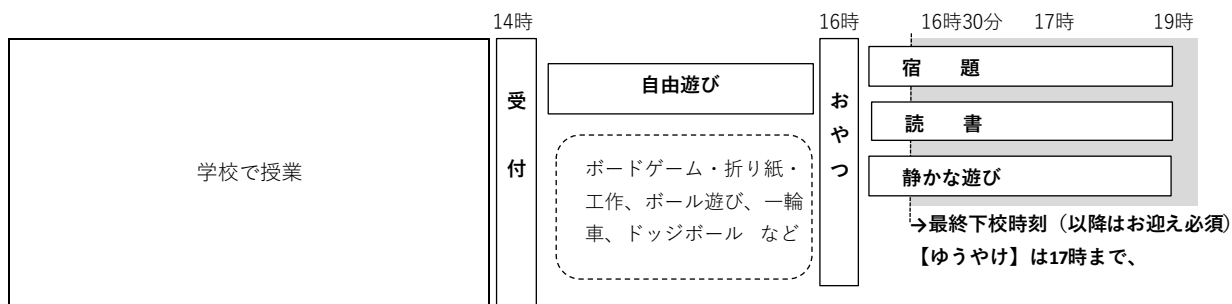 14時
16時
16時30分
17時
19時
学校で授業
受付
自由遊び
ボードゲーム・折り紙・
工作、ボール遊び、一輪
車、ドッジボール　など
おやつ
宿　題
読　書
静かな遊び
→最終下校時刻（以降はお迎え必須）
【ゆうやけ】は17時まで、